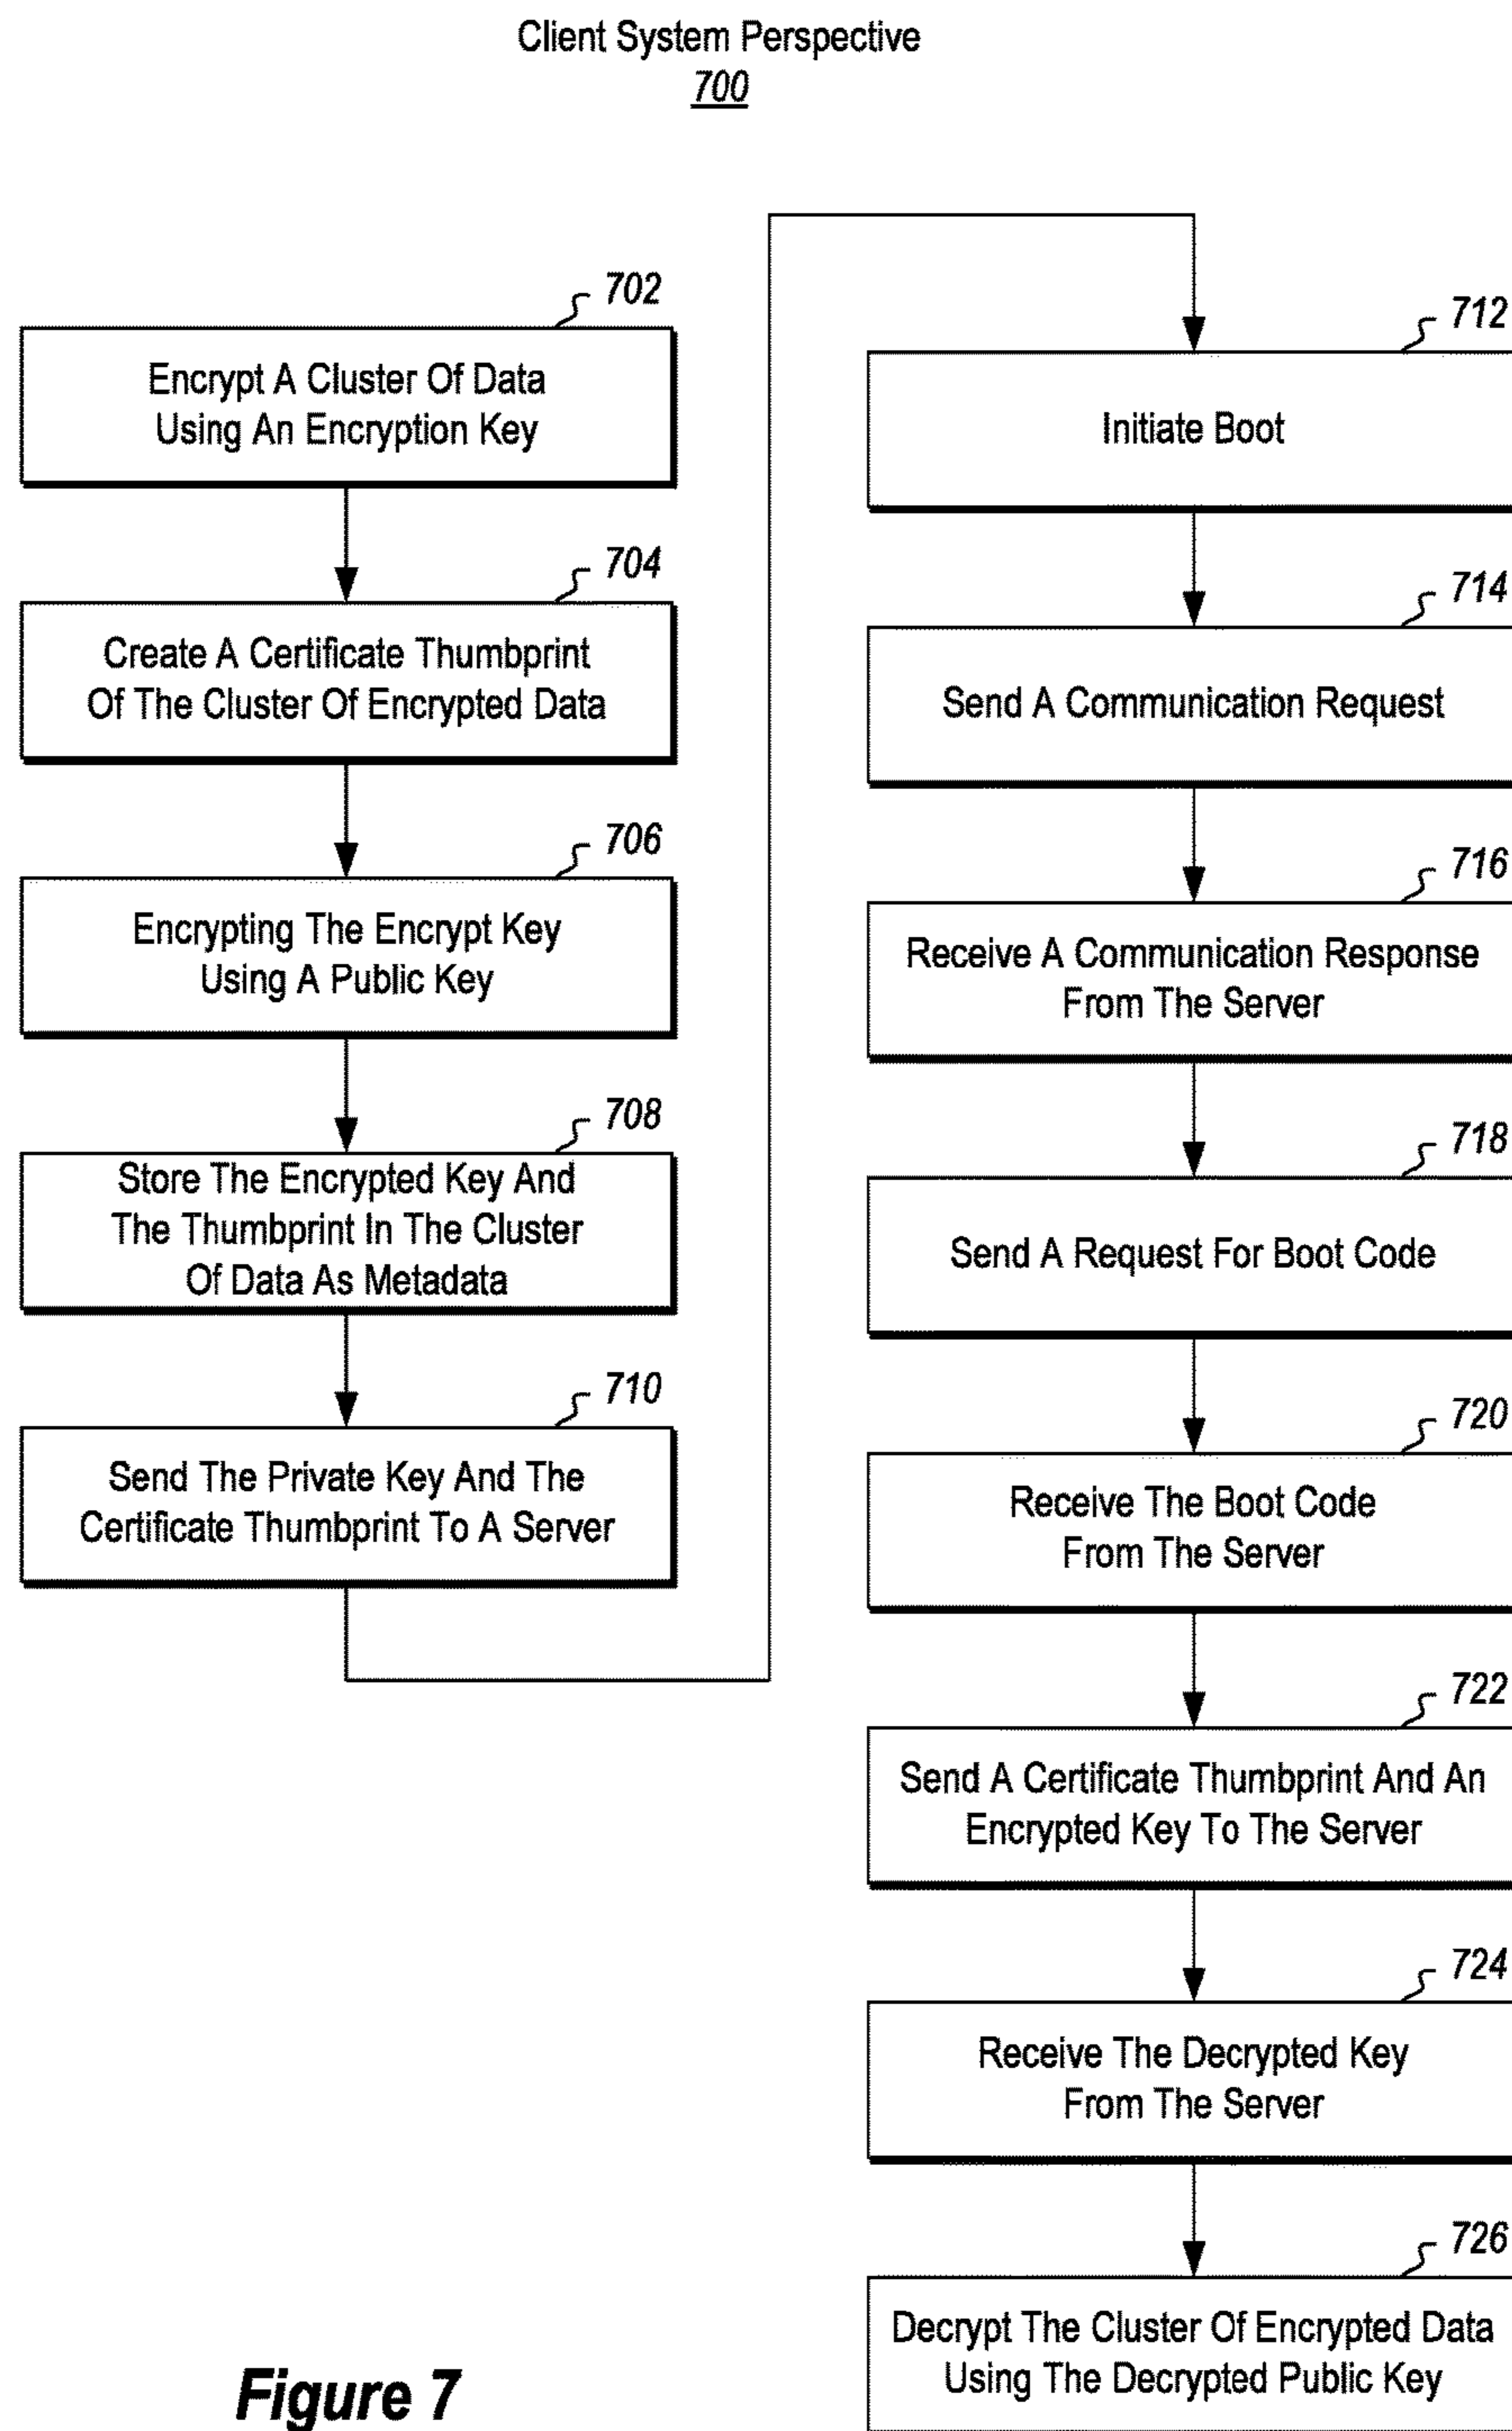 Client System Perspective
700
702
Encrypt A Cluster Of Data
Using An Encryption Key
704
Create A Certificate Thumbprint
Of The Cluster Of Encrypted Data
706
Encrypting The Encrypt Key
Using A Public Key
708
Store The Encrypted Key And
The Thumbprint In The Cluster
Of Data As Metadata
710
Send The Private Key And The
Certificate Thumbprint To A Server
712
Initiate Boot
714
Send A Communication Request
716
Receive A Communication Response
From The Server
718
Send A Request For Boot Code
720
Receive The Boot Code
From The Server
722
Send A Certificate Thumbprint And An
Encrypted Key To The Server
724
Receive The Decrypted Key
From The Server
726
Decrypt The Cluster Of Encrypted Data
Using The Decrypted Public Key
Figure 7